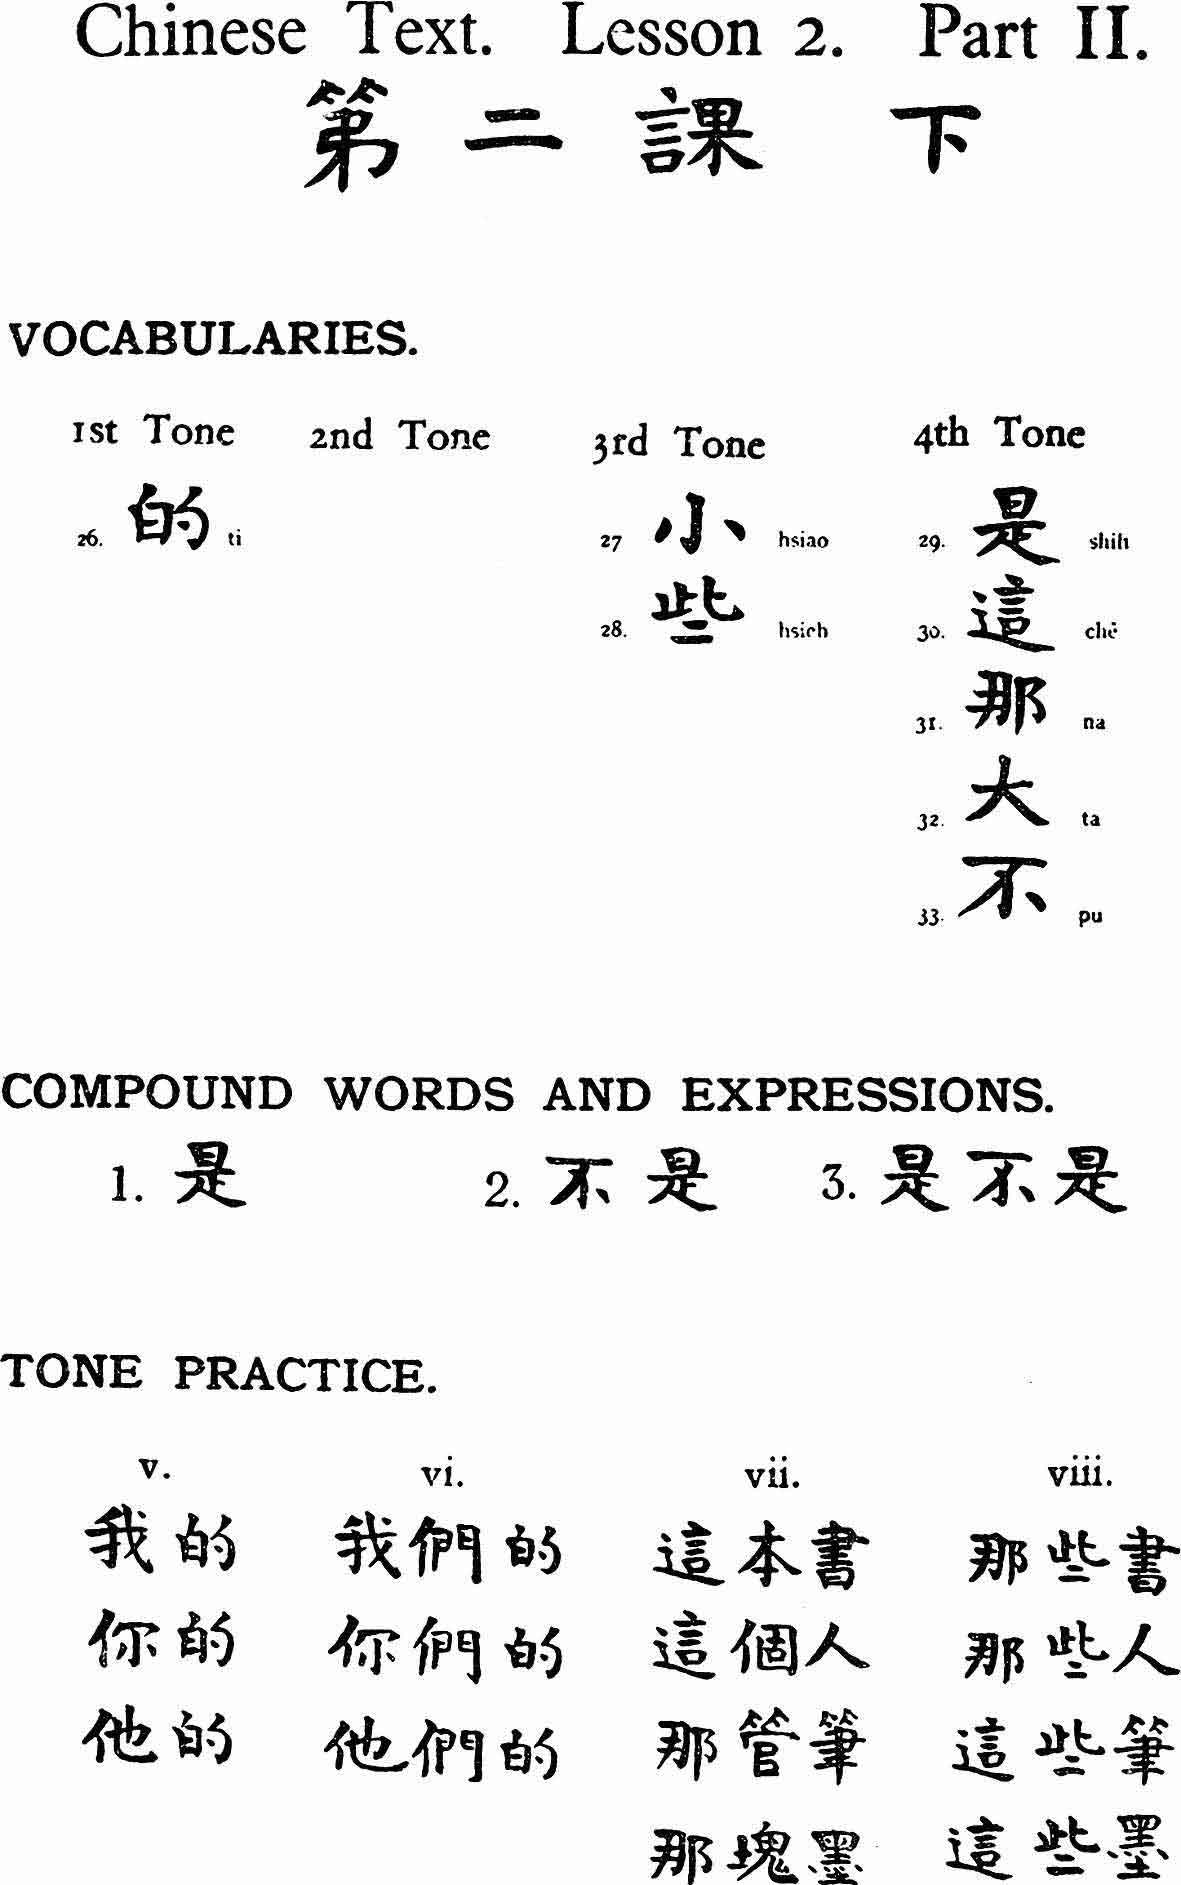 Chinese Text. Lesson 2. Part II.
第二課 下
VOCABULARIES.
1st Tone 2nd Tone 3rd Tone 4th Tone
26. 的 ti 27 小 hsiao 29. 是 shih
28. 些 hsieh 30. 這 chê
31. 那 na
32. 大 ta
33. 不 pu
COMPOUND WORDS AND EXPRESSIONS.
1. 是 2. 不是 3. 是不是
TONE PRACTICE.
v. vi. vii. viii.
我的 我們的 這本書 那些書
你的 你們的 這個人 那些人
他的 他們的 那管筆 這些筆
那塊墨 這些墨